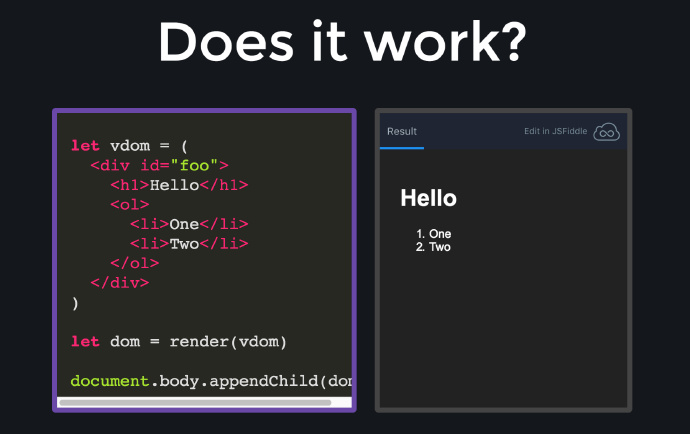 Does it work?
let vdom = (
  <div id="foo">
    <h1>Hello</h1>
    <ol>
      <li>One</li>
      <li>Two</li>
    </ol>
  </div>
)
let dom = render(vdom)
document.body.appendChild(dom
Result
Edit in JSFiddle
Hello
1. One
2. Two